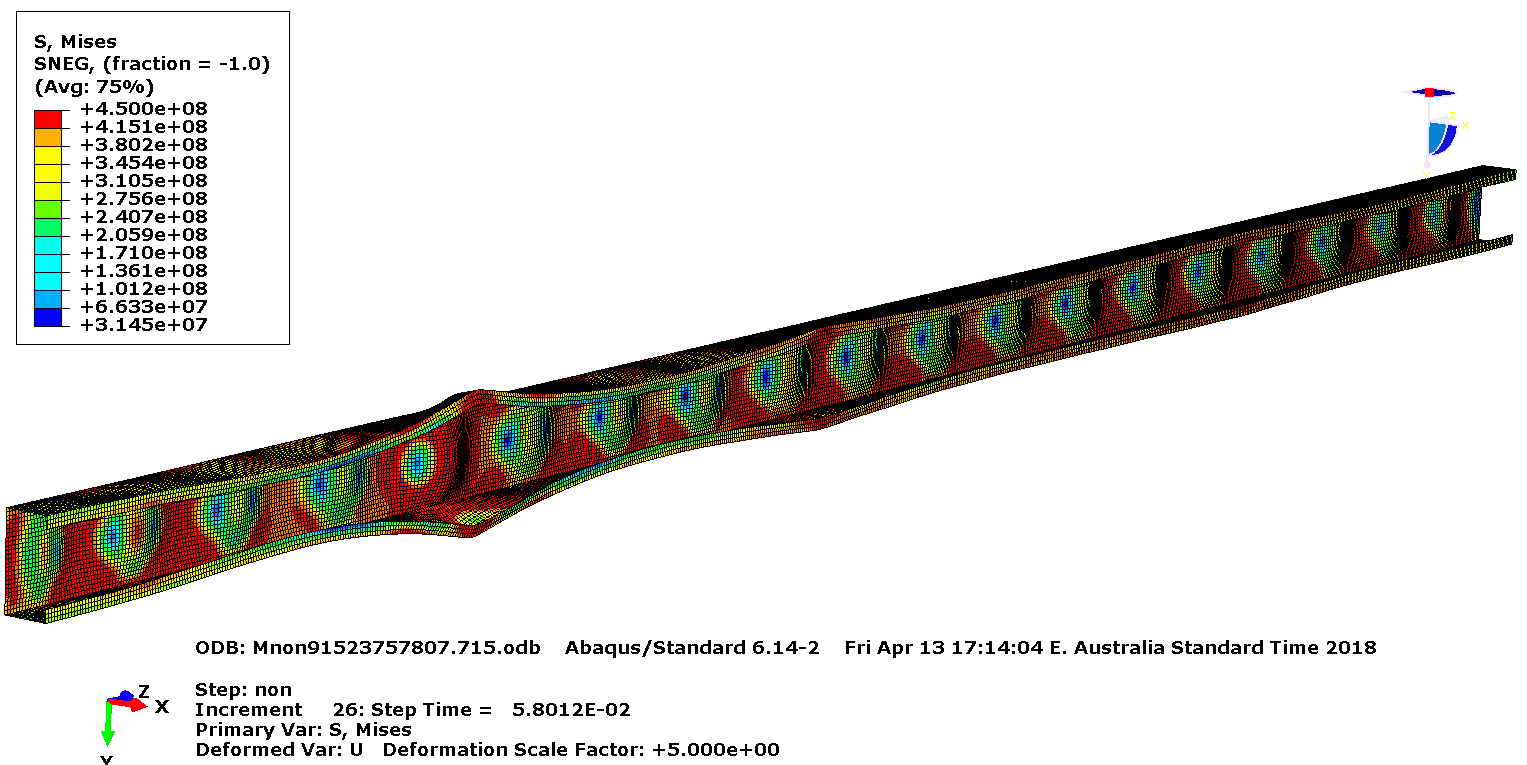 S, Mises
SNEG, (fraction = -1.0)
(Avg: 75%)
+4.500e+08
+4.151e+08
+3.802e+08
+3.454e+08
+3.105e+08
+2.756e+08
+2.407e+08
+2.059e+08
+1.710e+08
+1.361e+08
+1.012e+08
+6.633e+07
+3.145e+07
ODB: Mnon91523757807.715.odb Abaqus/Standard 6.14-2 Fri Apr 13 17:14:04 E. Australia Standard Time 2018
Z
X
Y
Step: non
Increment 26: Step Time = 5.8012E-02
Primary Var: S, Mises
Deformed Var: U Deformation Scale Factor: +5.000e+00